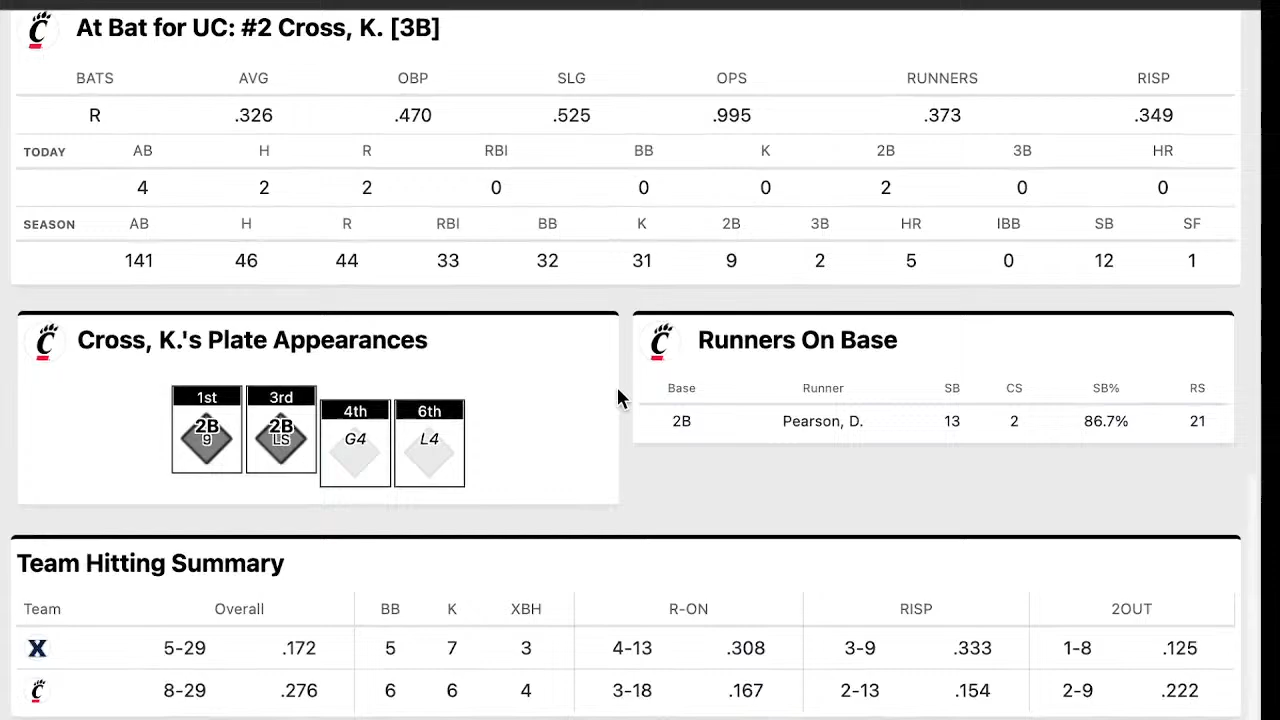 At Bat for UC: #2 Cross, K. [3B]
BATS AVG OBP SLG OPS RUNNERS RISP
R .326 .470 .525 .995 .373 .349
TODAY AB H R RBI BB K 2B 3B HR
4 2 2 0 0 0 2 0 0
SEASON AB H R RBI BB K 2B 3B HR IBB SB SF
141 46 44 33 32 31 9 2 5 0 12 1
Cross, K.'s Plate Appearances
1st 3rd 4th 6th
2B 2B G4 L4
9 LS
Runners On Base
Base Runner SB CS SB% RS
2B Pearson, D. 13 2 86.7% 21
Team Hitting Summary
Team Overall BB K XBH R-ON RISP 2OUT
X 5-29 .172 5 7 3 4-13 .308 3-9 .333 1-8 .125
C 8-29 .276 6 6 4 3-18 .167 2-13 .154 2-9 .222